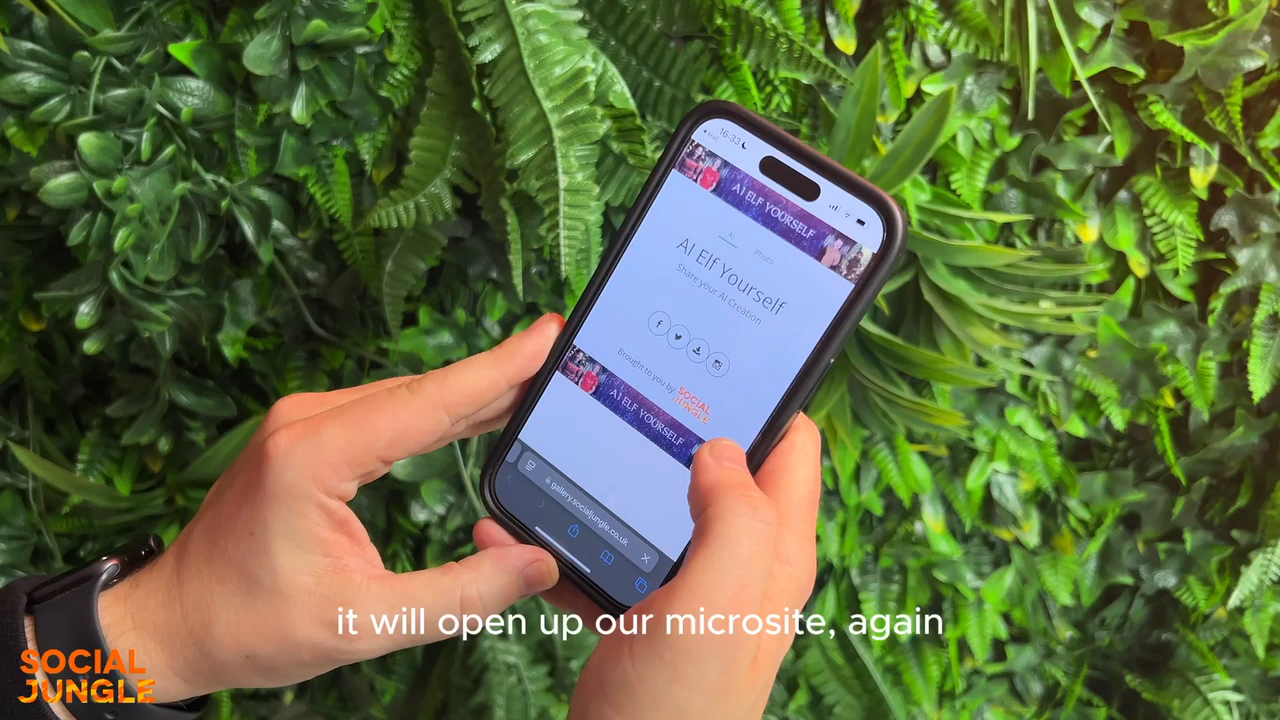 16:33
AI ELF YOURSELF
AI
Photo
AI Elf Yourself
Share your AI Creation
Brought to you by SOCIAL JUNGLE
AI ELF YOURSELF
gallery.socialjungle.co.uk
it will open up our microsite, again
SOCIAL
JUNGLE